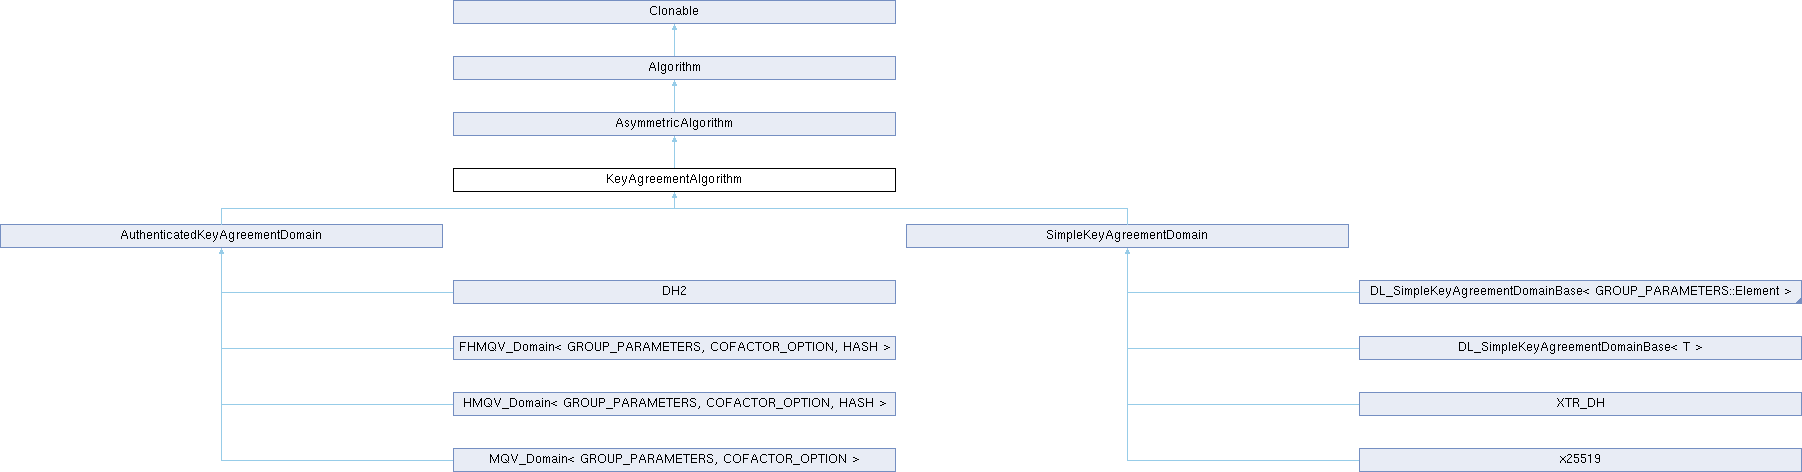 Clonable
Algorithm
AsymmetricAlgorithm
KeyAgreementAlgorithm
AuthenticatedKeyAgreementDomain
SimpleKeyAgreementDomain
DH2
DL_SimpleKeyAgreementDomainBase< GROUP_PARAMETERS::Element >
FHMQV_Domain< GROUP_PARAMETERS, COFACTOR_OPTION, HASH >
DL_SimpleKeyAgreementDomainBase< T >
HMQV_Domain< GROUP_PARAMETERS, COFACTOR_OPTION, HASH >
XTR_DH
MQV_Domain< GROUP_PARAMETERS, COFACTOR_OPTION >
x25519